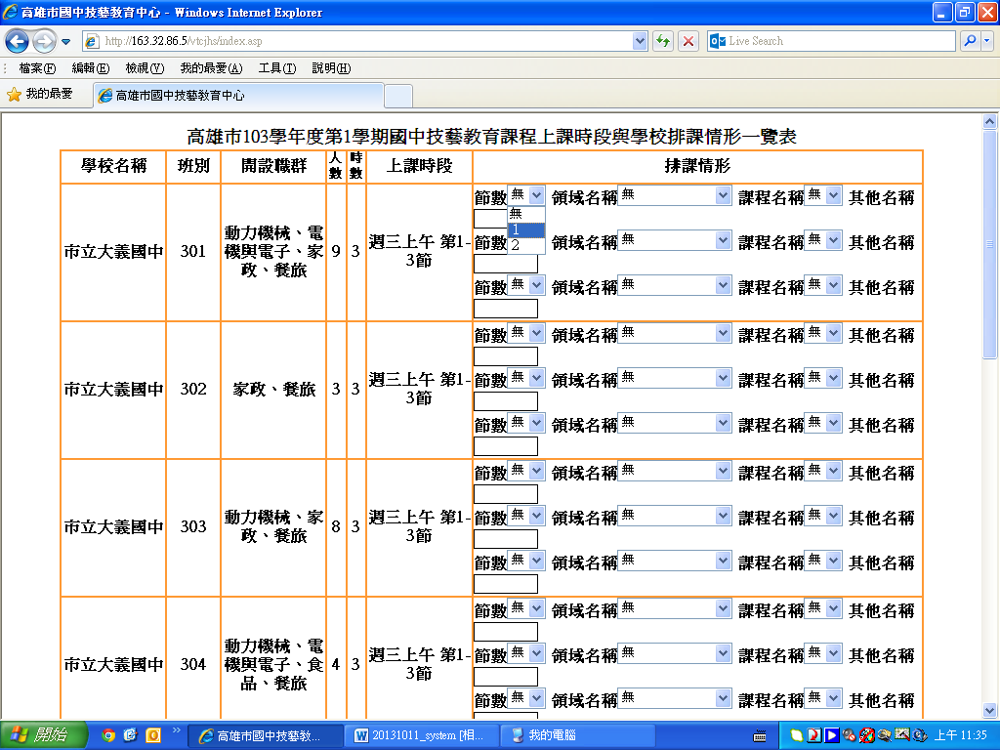 高雄市國中技藝教育中心 - Windows Internet Explorer
http://163.32.86.5/vtcjhs/index.asp
Live Search
檔案(F) 編輯(E) 檢視(V) 我的最愛(A) 工具(T) 說明(H)
我的最愛 高雄市國中技藝教育中心
高雄市103學年度第1學期國中技藝教育課程上課時段與學校排課情形一覽表
學校名稱 班別 開設職群 人數 時數 上課時段 排課情形
市立大義國中 301 動力機械、電機與電子、家政、餐旅 9 3 週三上午 第1-3節
節數 無 領域名稱 無 課程名稱 無 其他名稱
無
1
2
節數 領域名稱 無 課程名稱 無 其他名稱
節數 無 領域名稱 無 課程名稱 無 其他名稱
市立大義國中 302 家政、餐旅 3 3 週三上午 第1-3節
節數 無 領域名稱 無 課程名稱 無 其他名稱
節數 無 領域名稱 無 課程名稱 無 其他名稱
節數 無 領域名稱 無 課程名稱 無 其他名稱
市立大義國中 303 動力機械、家政、餐旅 8 3 週三上午 第1-3節
節數 無 領域名稱 無 課程名稱 無 其他名稱
節數 無 領域名稱 無 課程名稱 無 其他名稱
節數 無 領域名稱 無 課程名稱 無 其他名稱
市立大義國中 304 動力機械、電機與電子、食品、餐旅 4 3 週三上午 第1-3節
節數 無 領域名稱 無 課程名稱 無 其他名稱
節數 無 領域名稱 無 課程名稱 無 其他名稱
節數 無 領域名稱 無 課程名稱 無 其他名稱
開始 高雄市國中技藝教... 20131011_system [相... 我的電腦 上午 11:35